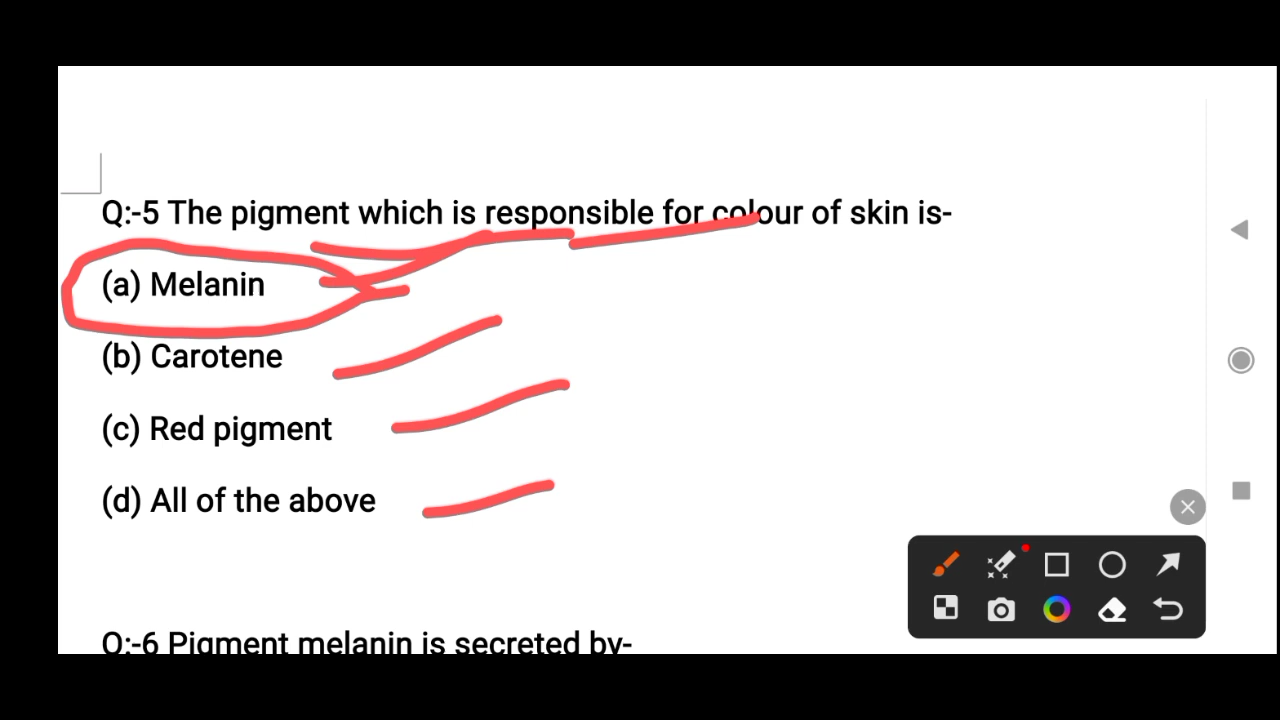 Q:-5 The pigment which is responsible for colour of skin is-
(a) Melanin
(b) Carotene
(c) Red pigment
(d) All of the above
Q:-6 Pigment melanin is secreted by-